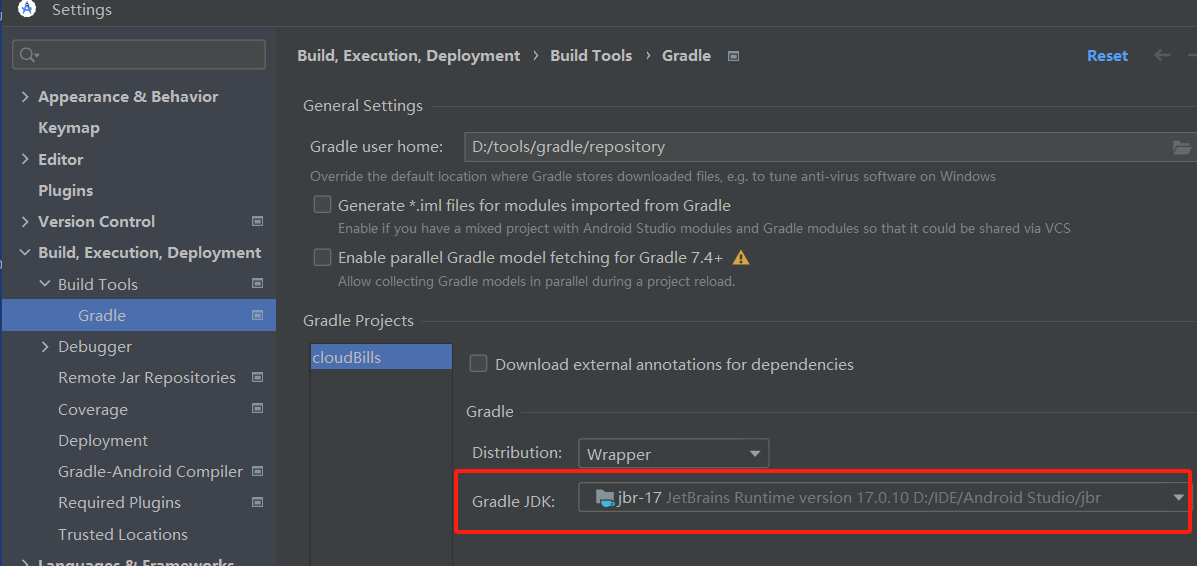 Settings
Build, Execution, Deployment › Build Tools › Gradle
Reset
Appearance & Behavior
Keymap
Editor
Plugins
Version Control
Build, Execution, Deployment
Build Tools
Gradle
Debugger
Remote Jar Repositories
Coverage
Deployment
Gradle-Android Compiler
Required Plugins
Trusted Locations
Languages & Frameworks
General Settings
Gradle user home: D:/tools/gradle/repository
Override the default location where Gradle stores downloaded files, e.g. to tune anti-virus software on Windows
Generate *.iml files for modules imported from Gradle
Enable if you have a mixed project with Android Studio modules and Gradle modules so that it could be shared via VCS
Enable parallel Gradle model fetching for Gradle 7.4+
Allow collecting Gradle models in parallel during a project reload.
Gradle Projects
cloudBills
Download external annotations for dependencies
Gradle
Distribution: Wrapper
Gradle JDK: jbr-17 JetBrains Runtime version 17.0.10 D:/IDE/Android Studio/jbr